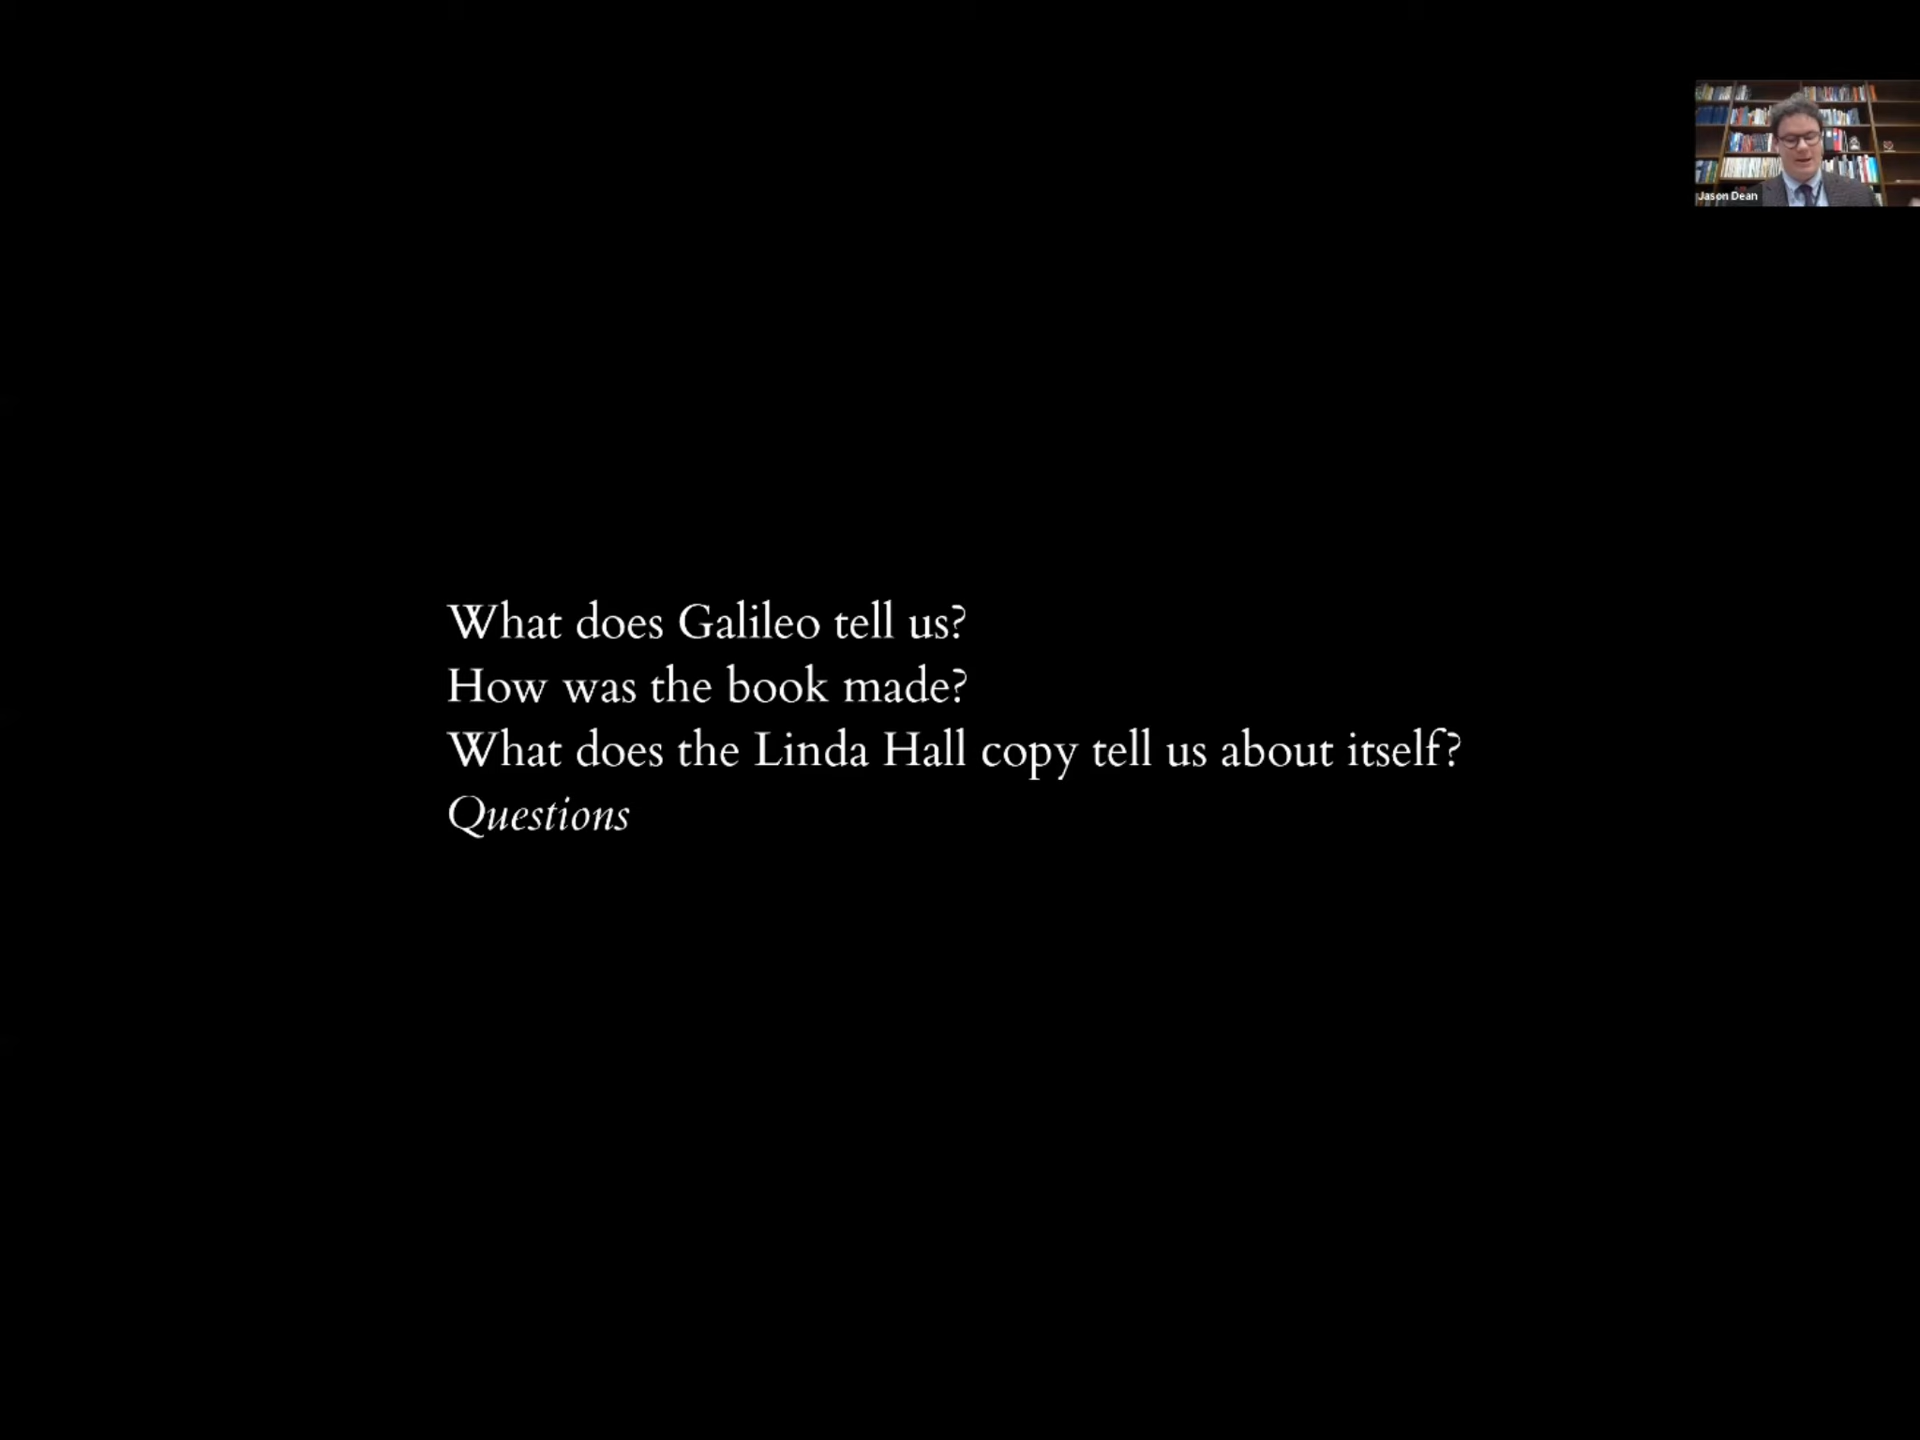 Jason Dean
What does Galileo tell us?
How was the book made?
What does the Linda Hall copy tell us about itself?
Questions